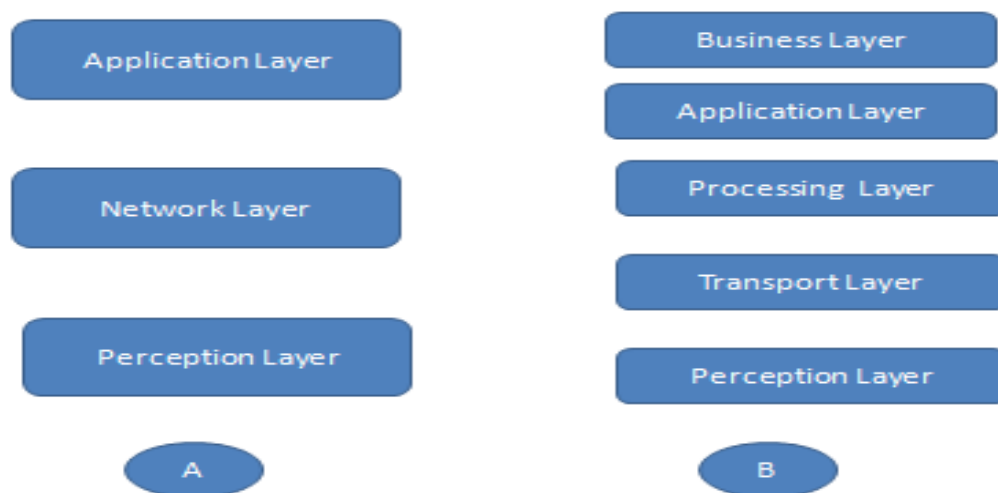 Application Layer
Network Layer
Perception Layer
A
Business Layer
Application Layer
Processing Layer
Transport Layer
Perception Layer
B